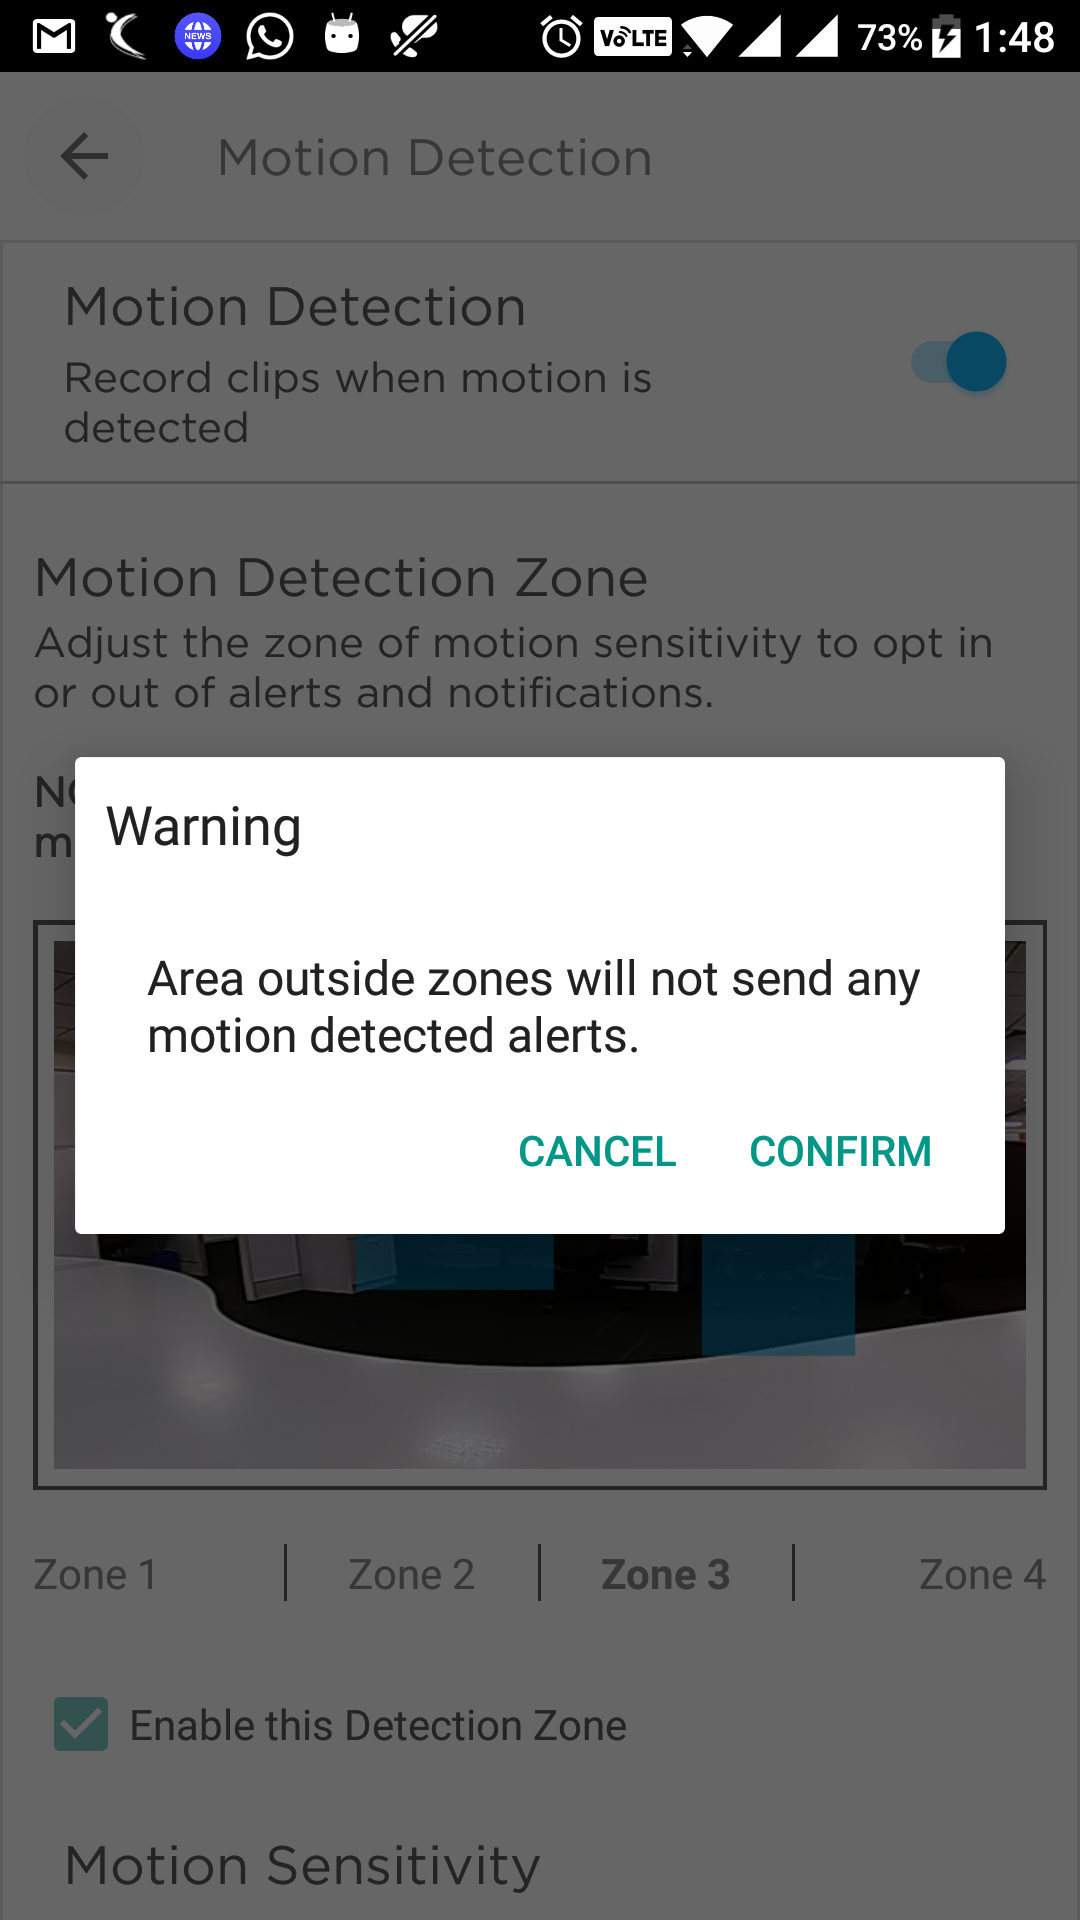 NEWS VoLTE 73% 1:48
Motion Detection
Motion Detection
Record clips when motion is
detected
Motion Detection Zone
Adjust the zone of motion sensitivity to opt in
or out of alerts and notifications.
Warning
Area outside zones will not send any
motion detected alerts.
CANCEL CONFIRM
Zone 1 Zone 2 Zone 3 Zone 4
Enable this Detection Zone
Motion Sensitivity